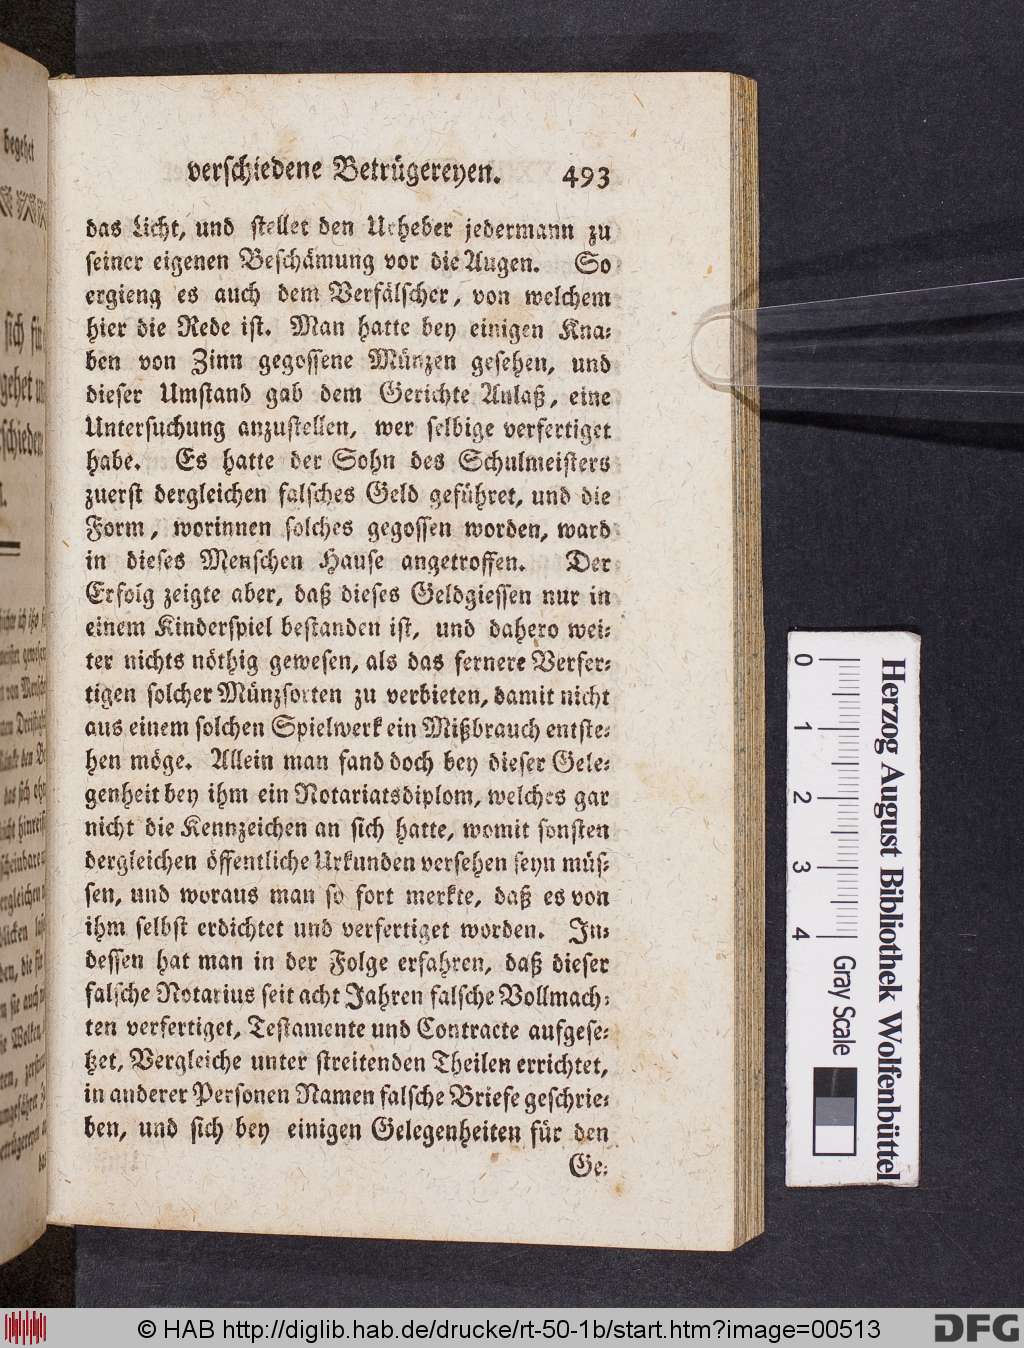 verschiedene Betrügereyen. 493
das Licht, und stellet den Urheber jedermann zu
seiner eigenen Beschämung vor die Augen. So
ergieng es auch dem Verfälscher, von welchem
hier die Rede ist. Man hatte bey einigen Kna-
ben von Zinn gegossene Münzen gesehen, und
dieser Umstand gab dem Gerichte Anlaß, eine
Untersuchung anzustellen, wer selbige verfertiget
habe. Es hatte der Sohn des Schulmeisters
zuerst dergleichen falsches Geld geführet, und die
Form, worinnen solches gegossen worden, ward
in dieses Menschen Hause angetroffen. Der
Erfolg zeigte aber, daß dieses Geldgiessen nur in
einem Kinderspiel bestanden ist, und dahero wei-
ter nichts nöthig gewesen, als das fernere Verfer-
tigen solcher Münzsorten zu verbieten, damit nicht
aus einem solchen Spielwerk ein Mißbrauch entste-
hen möge. Allein man fand doch bey dieser Gele-
genheit bey ihm ein Notariatsdiplom, welches gar
nicht die Kennzeichen an sich hatte, womit sonsten
dergleichen öffentliche Urkunden versehen seyn müs-
sen, und woraus man so fort merkte, daß es von
ihm selbst erdichtet und verfertiget worden. In-
dessen hat man in der Folge erfahren, daß dieser
falsche Notarius seit acht Jahren falsche Vollmach-
ten verfertiget, Testamente und Contracte aufgese-
tzet, Vergleiche unter streitenden Theilen errichtet,
in anderer Personen Namen falsche Briefe geschrie-
ben, und sich bey einigen Gelegenheiten für den
Ge-
begehet
sich für
gehet
schieden
0 1 2 3 4
Gray Scale
Herzog August Bibliothek Wolfenbüttel
© HAB http://diglib.hab.de/drucke/rt-50-1b/start.htm?image=00513
DFG